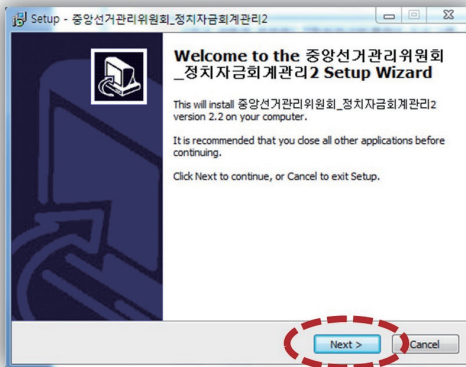 Setup - 중앙선거관리위원회_정치자금회계관리2
Welcome to the 중앙선거관리위원회
_정치자금회계관리2 Setup Wizard
This will install 중앙선거관리위원회_정치자금회계관리2
version 2.2 on your computer.
It is recommended that you close all other applications before
continuing.
Click Next to continue, or Cancel to exit Setup.
Next >
Cancel